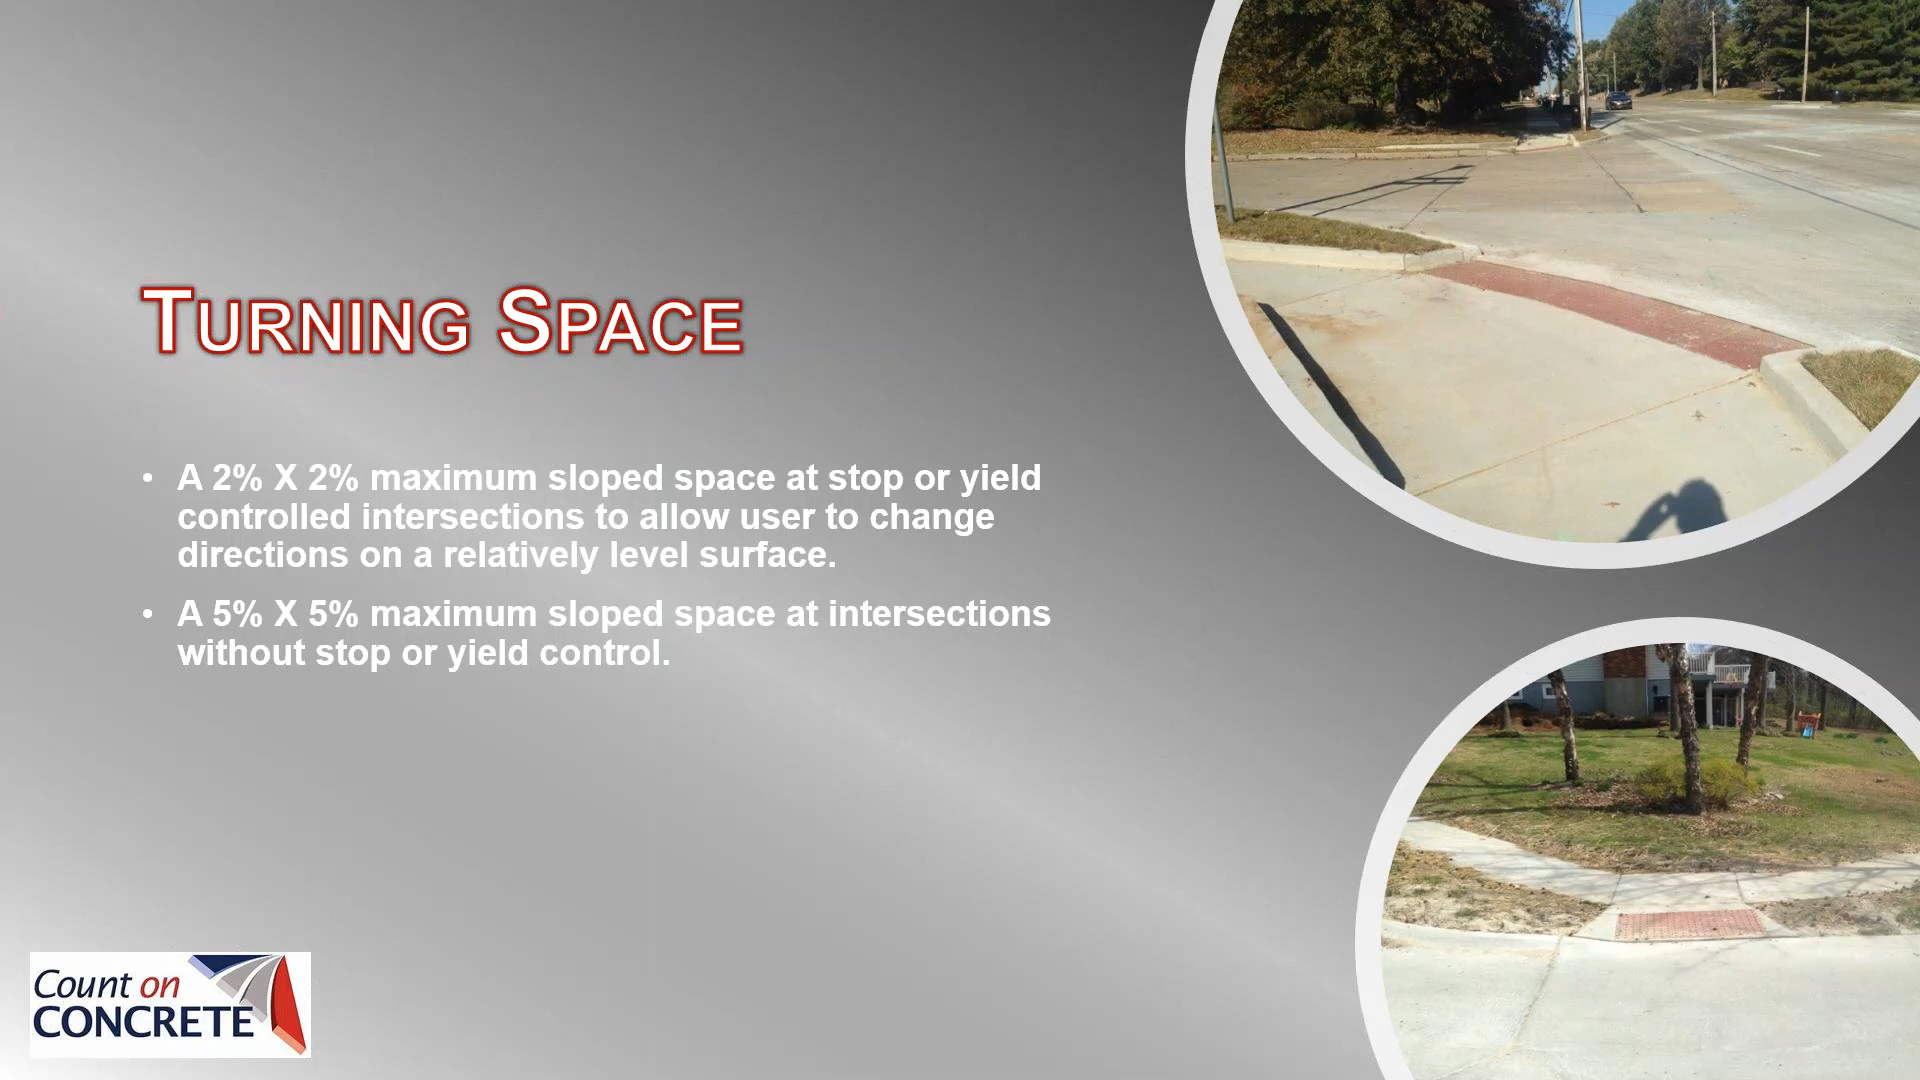 Turning Space
• A 2% X 2% maximum sloped space at stop or yield
controlled intersections to allow user to change
directions on a relatively level surface.
• A 5% X 5% maximum sloped space at intersections
without stop or yield control.
Count on
CONCRETE